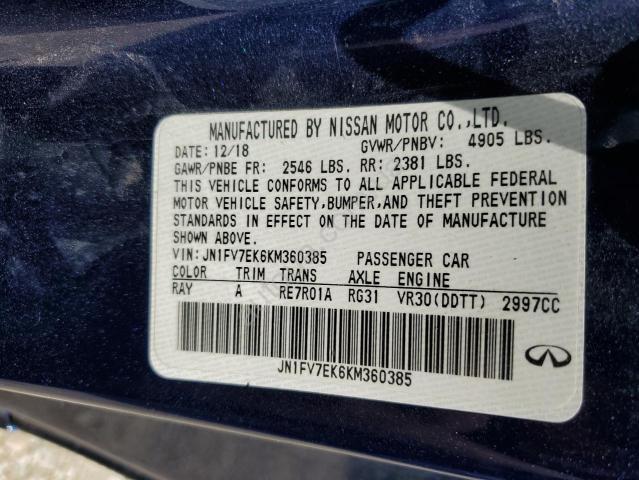 MANUFACTURED BY NISSAN MOTOR CO.,LTD.
DATE: 12/18 GVWR/PNBV: 4905 LBS.
GAWR/PNBE FR: 2546 LBS. RR: 2381 LBS.
THIS VEHICLE CONFORMS TO ALL APPLICABLE FEDERAL
MOTOR VEHICLE SAFETY,BUMPER,AND THEFT PREVENTION
STANDARDS IN EFFECT ON THE DATE OF MANUFACTURE
SHOWN ABOVE.
VIN: JN1FV7EK6KM360385 PASSENGER CAR
COLOR TRIM TRANS AXLE ENGINE
RAY A RE7R01A RG31 VR30(DDTT) 2997CC
JN1FV7EK6KM360385
INFINITI